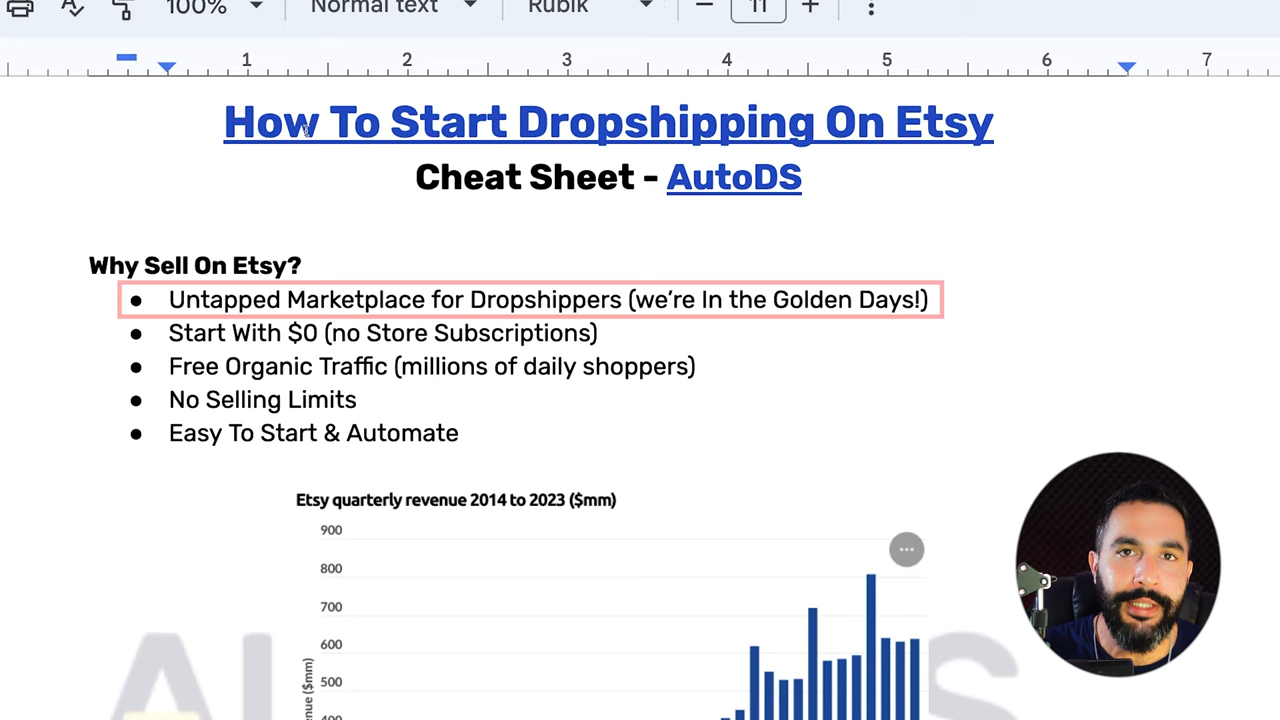 100%
Normal text
Rubik
11
1 2 3 4 5 6 7
How To Start Dropshipping On Etsy
Cheat Sheet - AutoDS
Why Sell On Etsy?
● Untapped Marketplace for Dropshippers (we're In the Golden Days!)
● Start With $0 (no Store Subscriptions)
● Free Organic Traffic (millions of daily shoppers)
● No Selling Limits
● Easy To Start & Automate
Etsy quarterly revenue 2014 to 2023 ($mm)
900
800
700
600
500
400
($mm)